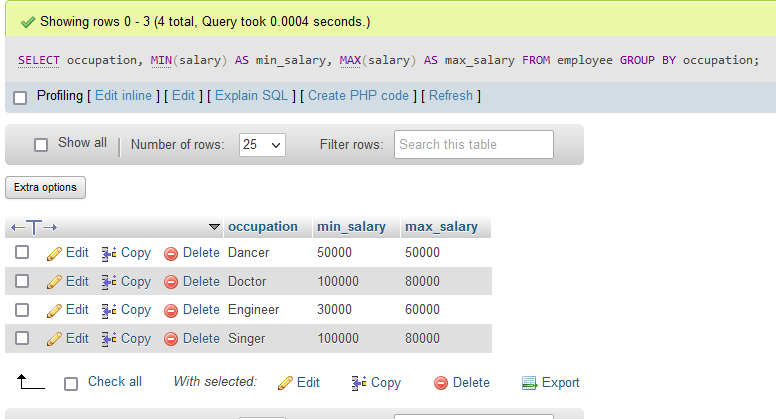 Showing rows 0 - 3 (4 total, Query took 0.0004 seconds.)
SELECT occupation, MIN(salary) AS min_salary, MAX(salary) AS max_salary FROM employee GROUP BY occupation;
Profiling [ Edit inline ] [ Edit ] [ Explain SQL ] [ Create PHP code ] [ Refresh ]
Show all Number of rows: 25 Filter rows: Search this table
Extra options
occupation min_salary max_salary
Edit Copy Delete Dancer 50000 50000
Edit Copy Delete Doctor 100000 80000
Edit Copy Delete Engineer 30000 60000
Edit Copy Delete Singer 100000 80000
Check all With selected: Edit Copy Delete Export